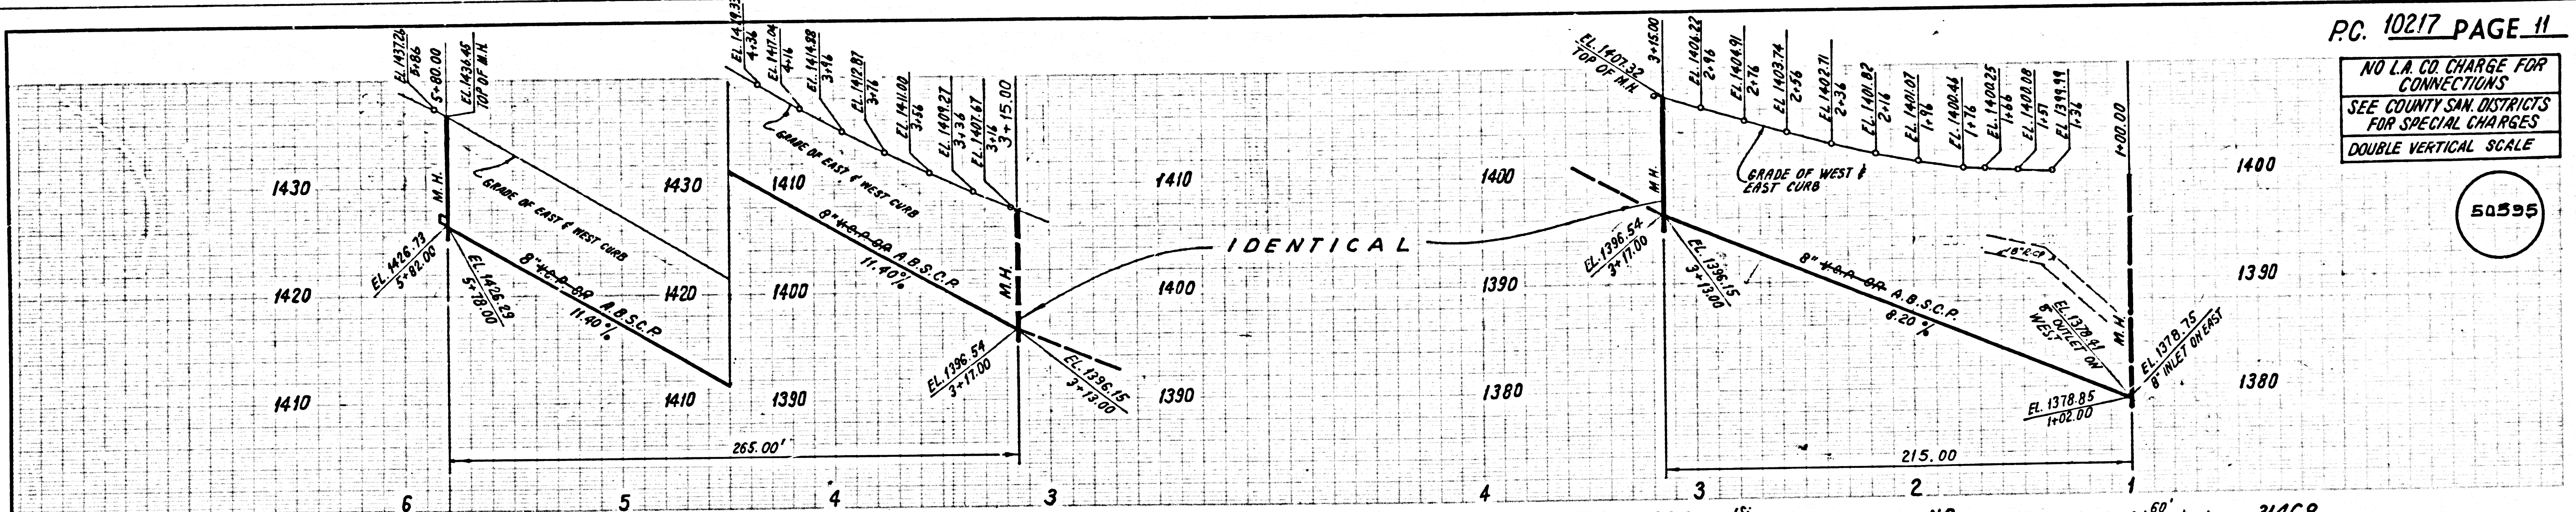 P.C. 10217 PAGE 11
NO L.A. CO. CHARGE FOR
CONNECTIONS
SEE COUNTY SAN. DISTRICTS
FOR SPECIAL CHARGES
DOUBLE VERTICAL SCALE
50395
EL. 1437.26
5+86
5+80.00
EL. 1436.45
TOP OF M.H.
4+36
EL. 1417.04
4+16
EL. 1414.88
3+96
EL. 1412.87
3+76
EL. 1411.00
3+56
EL. 1409.27
3+36
EL. 1407.67
3+16
3+15.00
EL. 1407.32
TOP OF M.H.
3+15.00
EL 1406.22
2+96
EL 1404.91
2+76
EL 1403.74
2+56
EL. 1402.71
2+36
EL. 1401.82
2+16
EL. 1401.07
1+96
EL. 1400.46
1+76
EL. 1400.25
1+66
EL. 1400.08
1+51
EL 1399.99
1+36
1+00.00
1430
1420
1410
M.H.
GRADE OF EAST & WEST CURB
8" V.C.P. OR A.B.S.C.P.
11.40%
EL. 1426.73
5+82.00
EL. 1426.29
5+78.00
1430
1420
1410
1410
1400
1390
GRADE OF EAST & WEST CURB
8" V.C.P. OR A.B.S.C.P.
11.40%
M.H.
EL. 1396.54
3+17.00
EL. 1396.15
3+13.00
1410
1400
1390
IDENTICAL
1400
1390
1380
M.H.
GRADE OF WEST &
EAST CURB
EL. 1396.54
3+17.00
EL. 1396.15
3+13.00
8" V.C.P. OR A.B.S.C.P.
8.20%
EL. 1378.41
8" OUTLET ON
WEST
M.H.
EL. 1378.75
8" INLET ON EAST
EL. 1378.85
1+02.00
1400
1390
1380
265.00'
215.00
6
5
4
3
4
3
2
1
60'